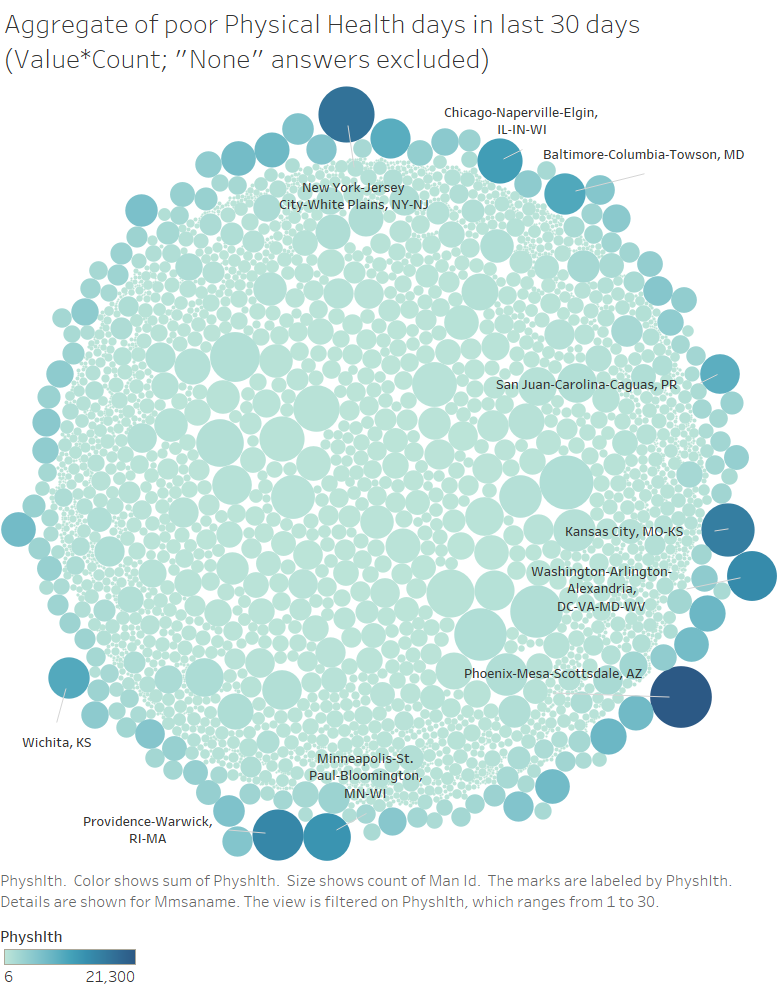 Aggregate of poor Physical Health days in last 30 days
(Value*Count; "None" answers excluded)
Chicago-Naperville-Elgin,
IL-IN-WI
Baltimore-Columbia-Towson, MD
New York-Jersey
City-White Plains, NY-NJ
San Juan-Carolina-Caguas, PR
Kansas City, MO-KS
Washington-Arlington-
Alexandria,
DC-VA-MD-WV
Phoenix-Mesa-Scottsdale, AZ
Wichita, KS
Minneapolis-St.
Paul-Bloomington,
MN-WI
Providence-Warwick,
RI-MA
Physhlth.  Color shows sum of Physhlth.  Size shows count of Man Id.  The marks are labeled by Physhlth.
Details are shown for Mmsaname. The view is filtered on Physhlth, which ranges from 1 to 30.
Physhlth
6 21,300